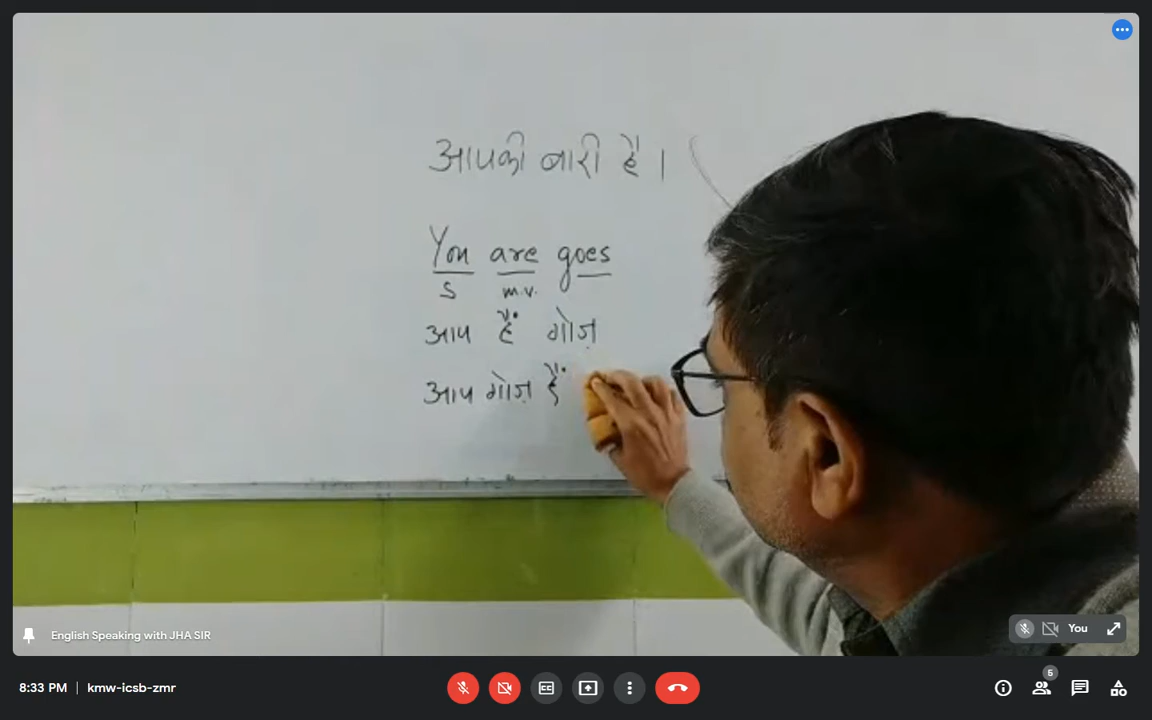 आपकी बारी है।
You are goes
S m.v.
आप हैं गोज़
आप गोज़ हैं
English Speaking with JHA SIR
You
8:33 PM | kmw-icsb-zmr
5